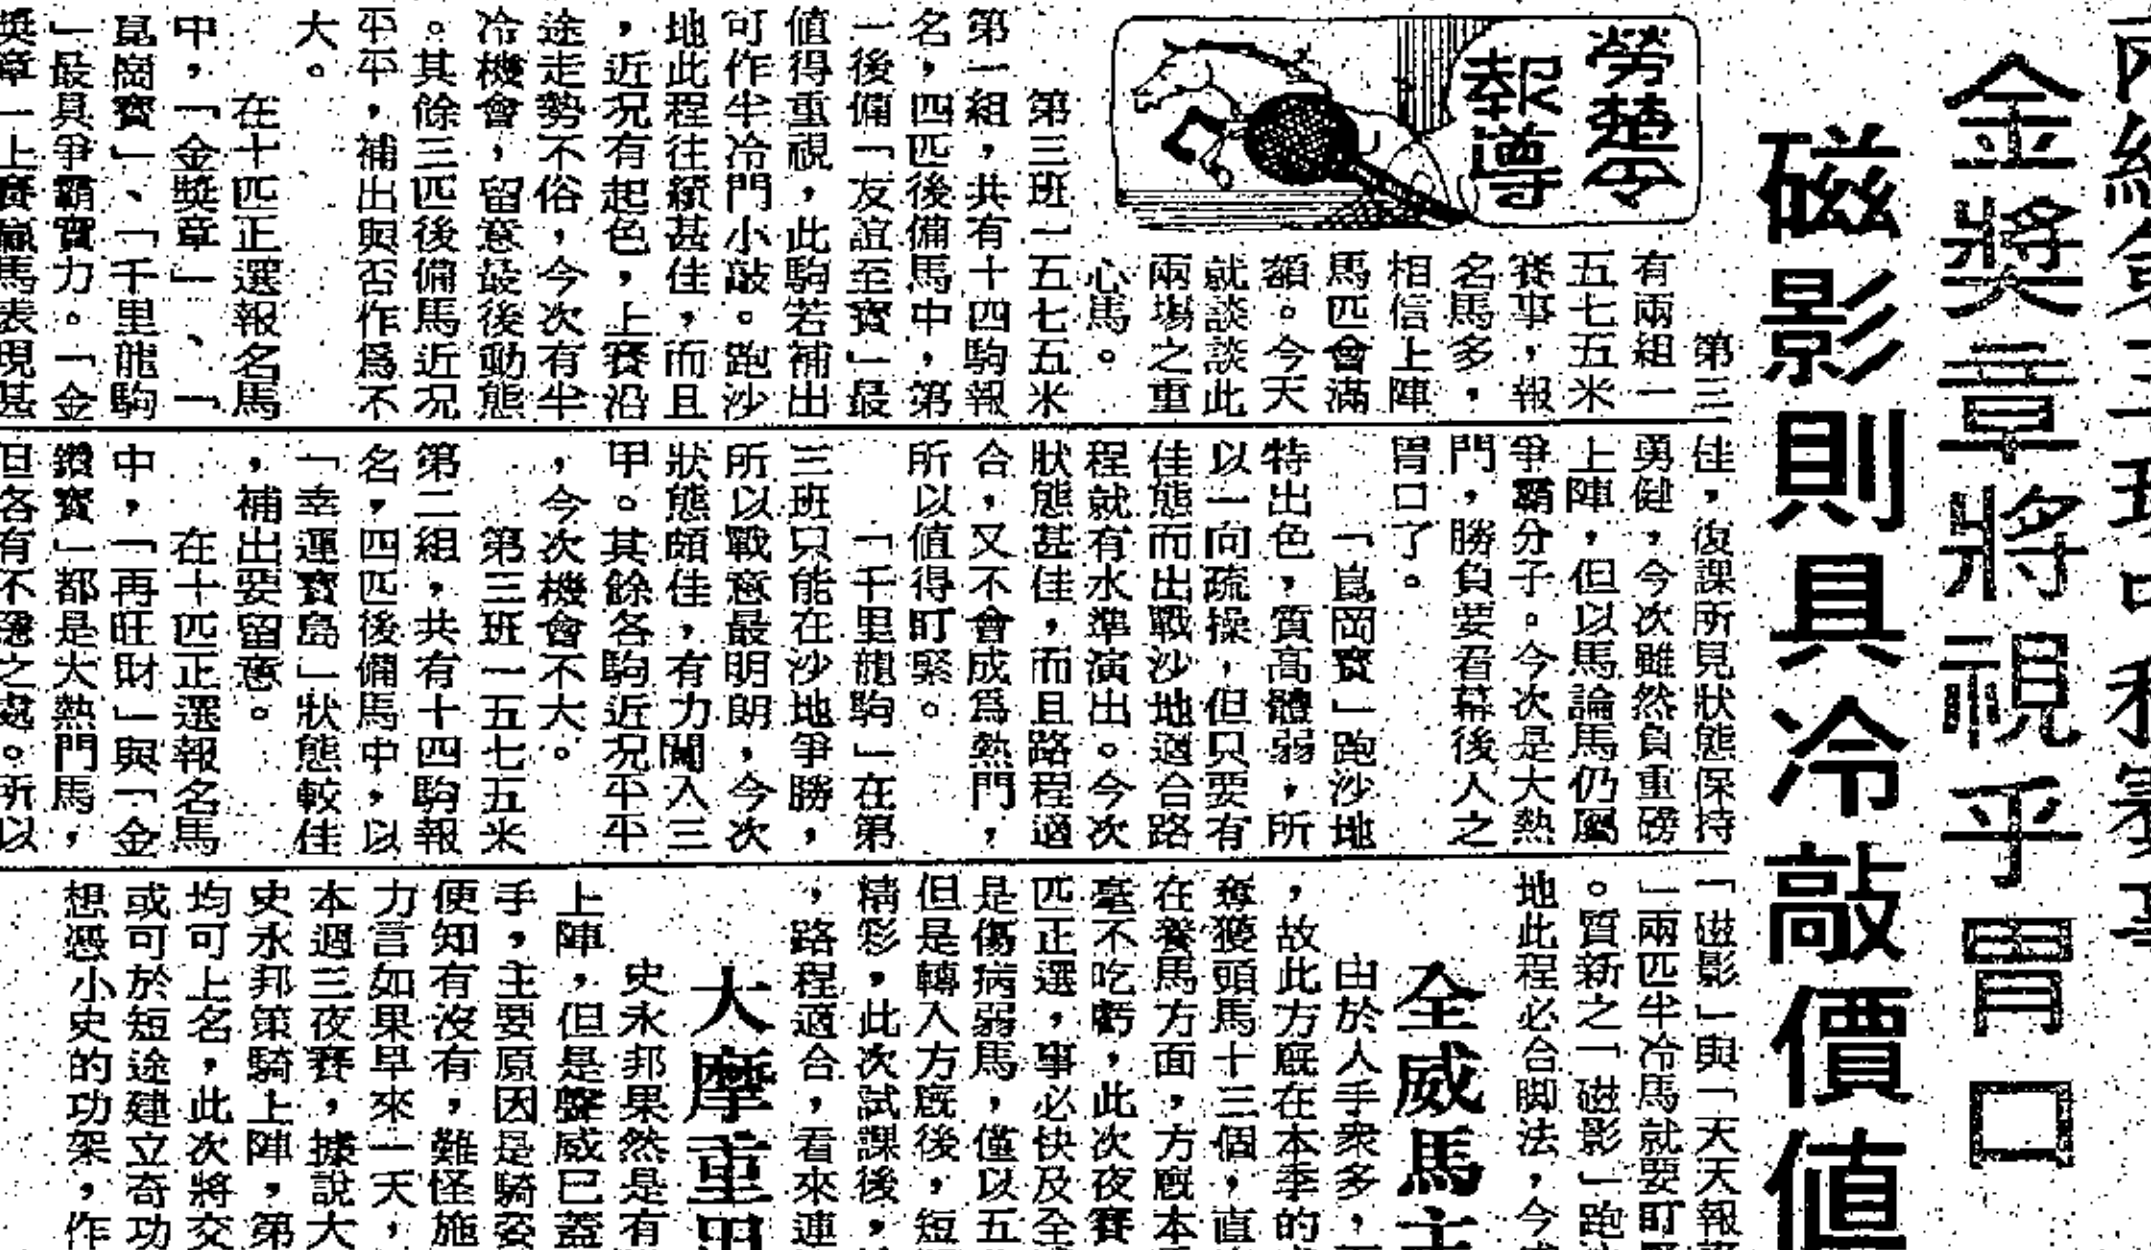 金獎章將視乎胃口
磁影則具冷敲價值
勞楚令
報導
第三
有兩組一
五七五米
賽事，報
名馬多，
相信上陣
馬匹會滿
額。今天
就談談此
兩場之重
心馬。
第三班一五七五米
第一組，共有十四駒報
名，四匹後備馬中，第
一後備「友誼至寶」最
值得重視，此駒若補出
可作半冷門小敲。跑沙
地此程往績甚佳，而且
，近況有起色，上賽沿
途走勢不俗，今次有半
冷機會，留意最後動態
。其餘三匹後備馬近況
平平，補出與否作爲不
大。
在十匹正選報名馬
中，「金獎章」、「
崑崗寶」、「千里龍駒
」最具爭霸實力。「金
獎章一上賽贏馬表現甚
佳，復課所見狀態保持
勇健，今次雖然負重磅
上陣，但以馬論馬仍屬
爭霸分子。今次是大熱
門，勝負要看幕後人之
胃口了。
「崑岡寶」跑沙地
特出色，質高體弱，所
以一向疏操，但只要有
佳態而出戰沙地適合路
程就有水準演出。今次
狀態甚佳，而且路程適
合，又不會成爲熱門，
所以值得盯緊。
「千里龍駒」在第
三班只能在沙地爭勝，
所以戰意最明朗，今次
狀態頗佳，有力闖入三
甲。其餘各駒近況平平
，今次機會不大。
第三班一五七五米
第二組，共有十四駒報
名，四匹後備馬中，以
「幸運寶島」狀態較佳
，補出要留意。
在十匹正選報名馬
中，「再旺財」與「金
鑽寶」都是大熱門馬，
但各有不穩之處。所以
「磁影」與「天天報
」兩匹半冷馬就要盯
。質新之「磁影」跑
地此程必合脚法，今
全威馬主
由於人手衆多，
，故此方廐在本季的
奪獲頭馬十三個，直
在養馬方面，方廐本
毫不吃虧，此次夜賽
匹正選，事必快及全
是傷病弱馬，僅以五
但是轉入方廐後，短
精彩，此次試課後，
，路程適合，看來連
大摩重
史永邦果然是有
上陣，但是聲威已蓋
手，主要原因是騎姿
便知有沒有，難怪施
力言如果早來一天，
本週三夜賽，據說大
史永邦策騎上陣，第
均可上名，此次將交
或可於短途建立奇功
想憑小史的功架，作